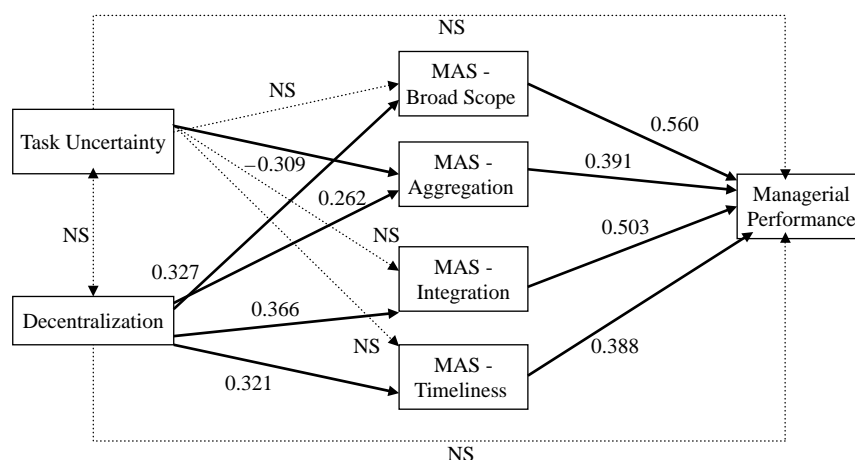 NS
MAS -
Broad Scope
NS
0.560
Task Uncertainty
−0.309
MAS -
Aggregation
0.391
0.262
Managerial
Performance
NS
NS
0.503
0.327
MAS -
Integration
Decentralization
0.366
NS
0.388
MAS -
Timeliness
0.321
NS